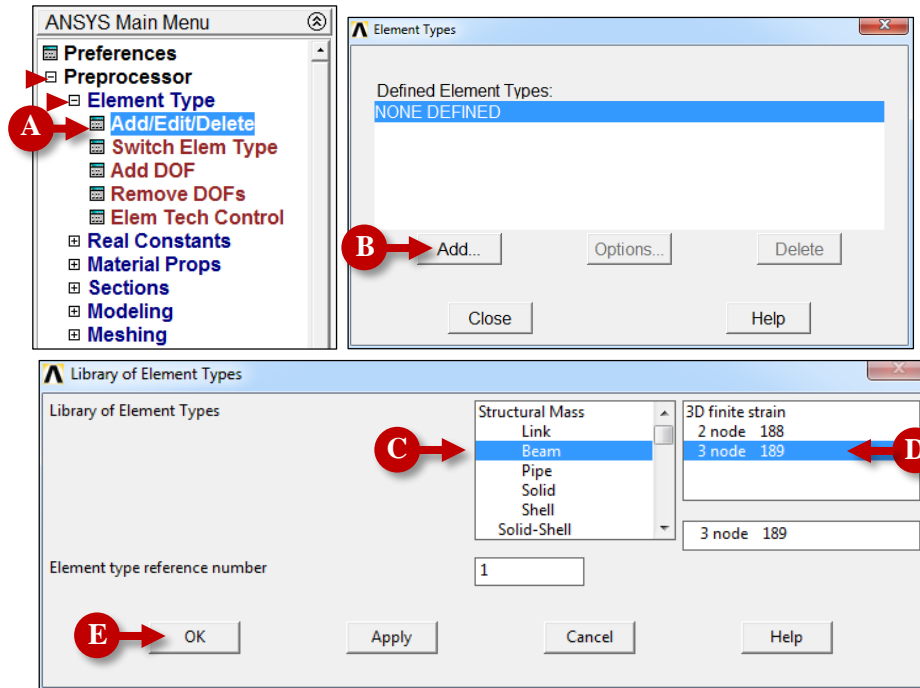 ANSYS Main Menu
Preferences
Preprocessor
Element Type
A
Add/Edit/Delete
Switch Elem Type
Add DOF
Remove DOFs
Elem Tech Control
Real Constants
Material Props
Sections
Modeling
Meshing
Element Types
Defined Element Types:
NONE DEFINED
B
Add... Options... Delete
Close Help
Library of Element Types
Library of Element Types
Structural Mass
Link
C
Beam
Pipe
Solid
Shell
Solid-Shell
3D finite strain
2 node 188
3 node 189
D
3 node 189
Element type reference number
1
E
OK Apply Cancel Help